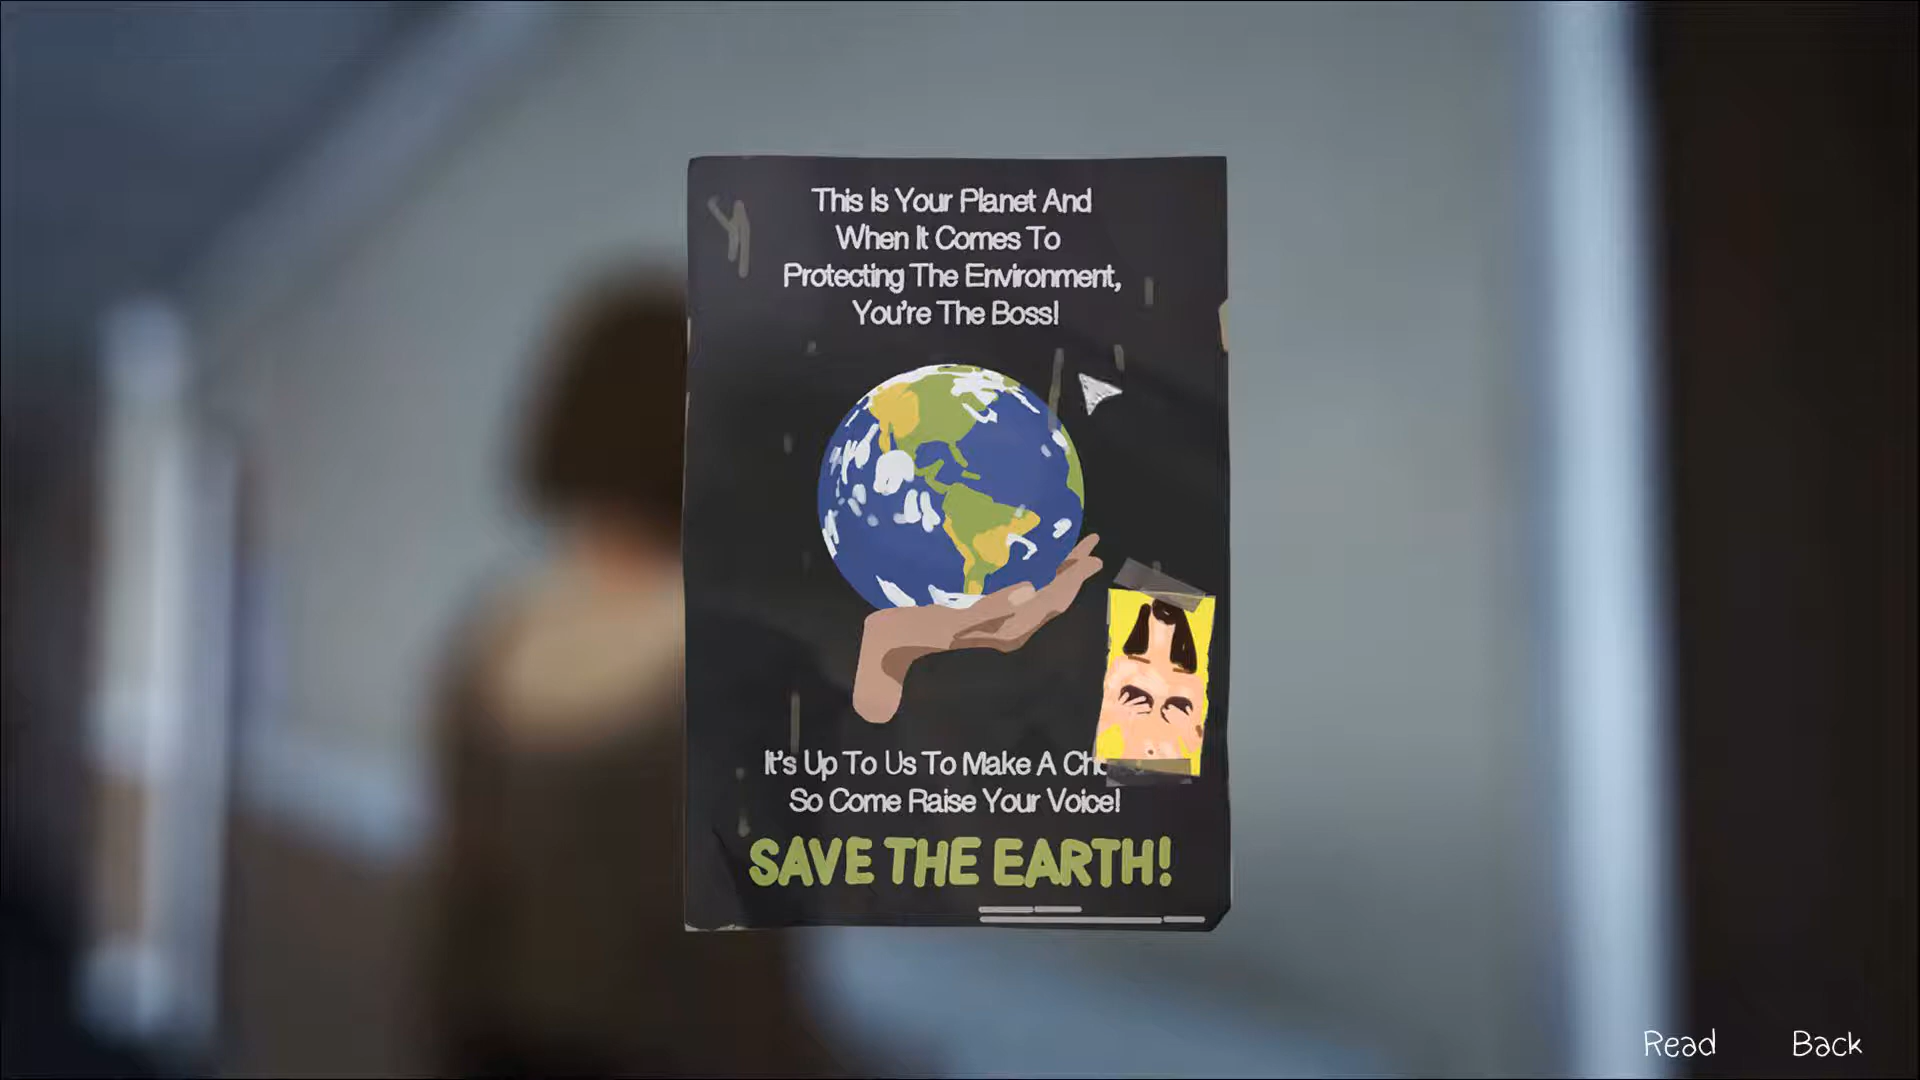 This Is Your Planet And
When It Comes To
Protecting The Environment,
You're The Boss!
It's Up To Us To Make A
So Come Raise Your Voice!
SAVE THE EARTH!
Read Back